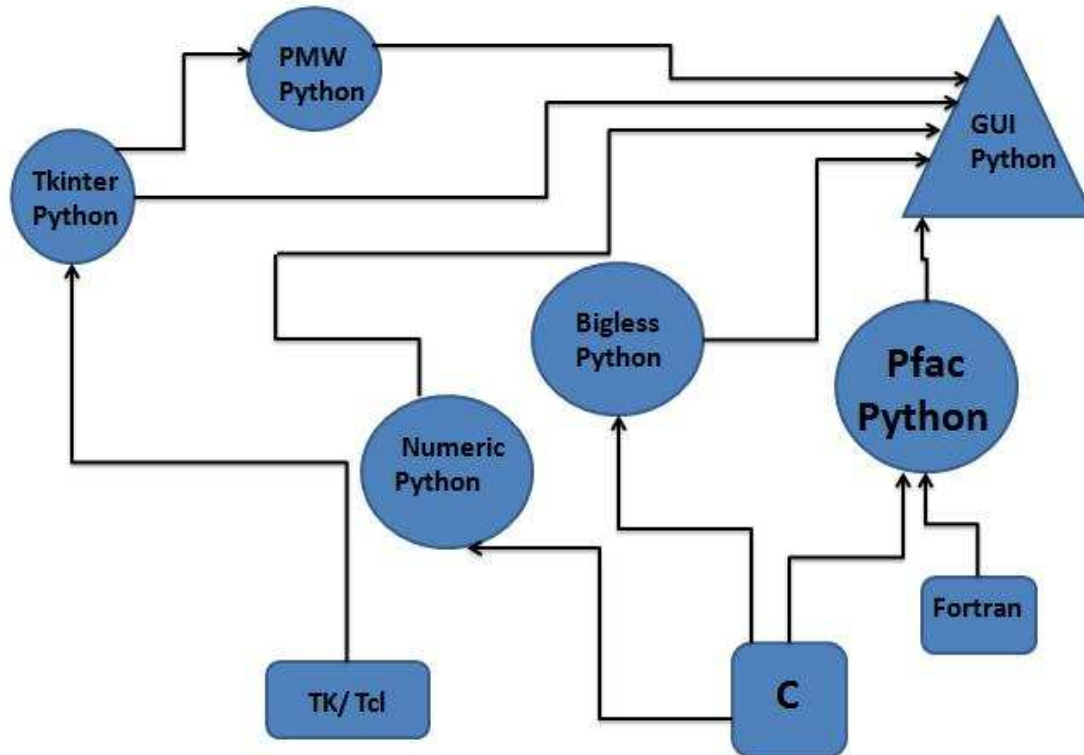 PMW
Python
GUI
Python
Tkinter
Python
Bigless
Python
Pfac
Python
Numeric
Python
Fortran
TK/ Tcl
C